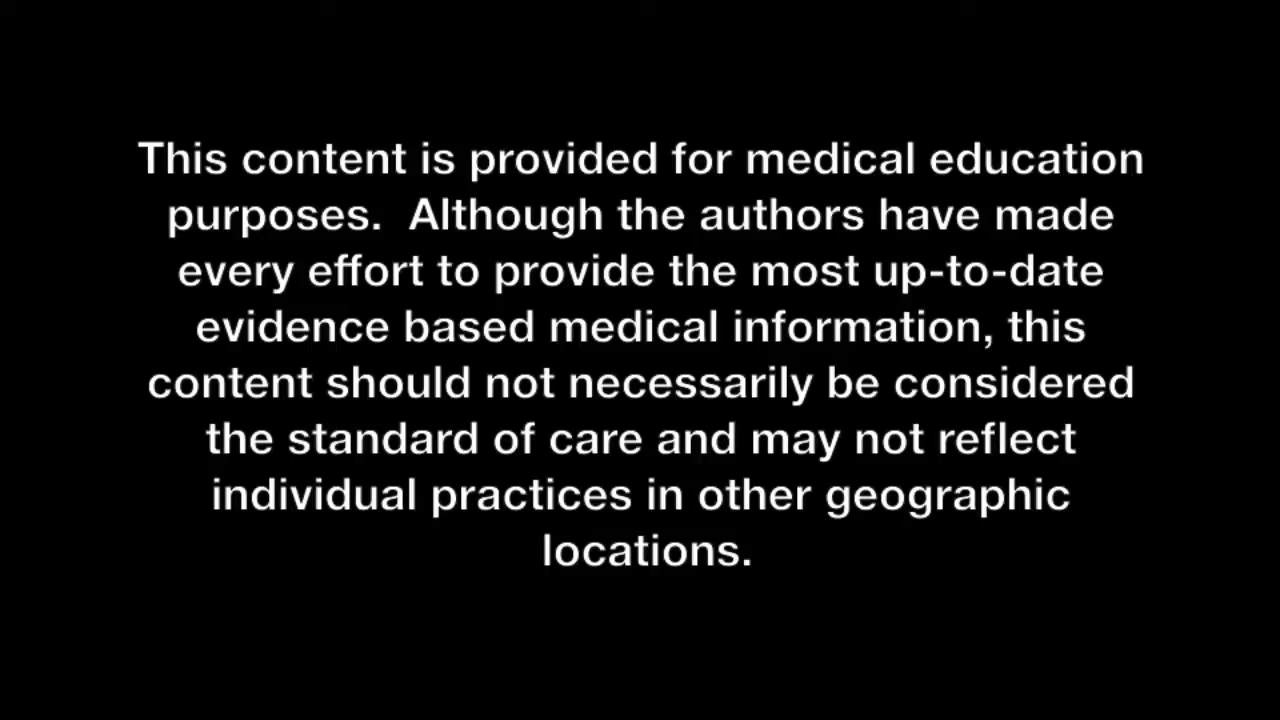 This content is provided for medical education
purposes.  Although the authors have made
every effort to provide the most up-to-date
evidence based medical information, this
content should not necessarily be considered
the standard of care and may not reflect
individual practices in other geographic
locations.